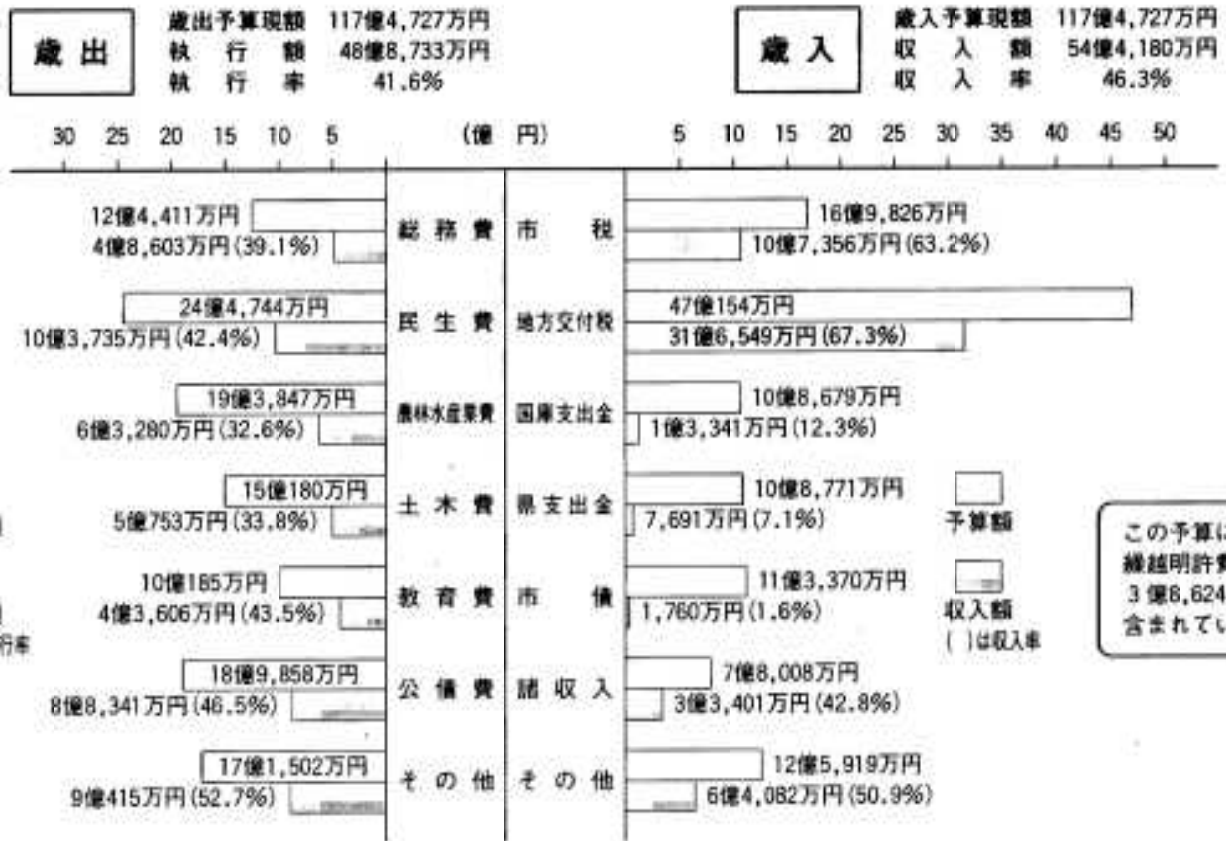 歳出
歳出予算現額 117億4,727万円
執行額 48億8,733万円
執行率 41.6%
歳入
歳入予算現額 117億4,727万円
収入額 54億4,180万円
収入率 46.3%
30 25 20 15 10 5 (億円) 5 10 15 20 25 30 35 40 45 50
12億4,411万円
4億8,603万円(39.1%)
総務費 市税
16億9,826万円
10億7,356万円(63.2%)
24億4,744万円
10億3,735万円(42.4%)
民生費 地方交付税
47億154万円
31億6,549万円(67.3%)
19億3,847万円
6億3,280万円(32.6%)
農林水産業費 国庫支出金
10億8,679万円
1億3,341万円(12.3%)
15億180万円
5億753万円(33.8%)
土木費 県支出金
10億8,771万円
7,691万円(7.1%)
10億185万円
4億3,606万円(43.5%)
教育費 市債
11億3,370万円
1,760万円(1.6%)
18億9,858万円
8億8,341万円(46.5%)
公債費 諸収入
7億8,008万円
3億3,401万円(42.8%)
17億1,502万円
9億415万円(52.7%)
その他 その他
12億5,919万円
6億4,082万円(50.9%)
行率
予算額
収入額
( )は収入率
この予算に
繰越明許費
3億8,624
含まれてい